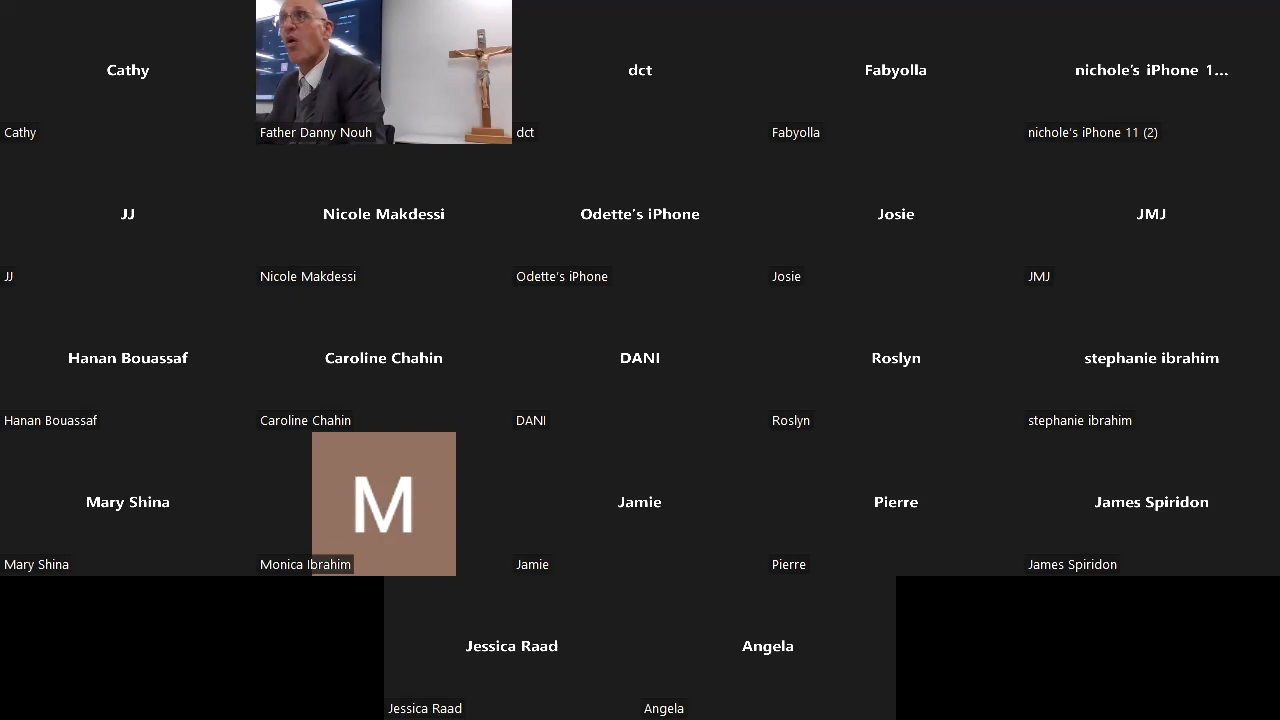 Cathy
dct
Fabyolla
nichole's iPhone 1...
Cathy
Father Danny Nouh
dct
Fabyolla
nichole's iPhone 11 (2)
JJ
Nicole Makdessi
Odette's iPhone
Josie
JMJ
JJ
Nicole Makdessi
Odette's iPhone
Josie
JMJ
Hanan Bouassaf
Caroline Chahin
DANI
Roslyn
stephanie ibrahim
Hanan Bouassaf
Caroline Chahin
DANI
Roslyn
stephanie ibrahim
Mary Shina
M
Jamie
Pierre
James Spiridon
Mary Shina
Monica Ibrahim
Jamie
Pierre
James Spiridon
Jessica Raad
Angela
Jessica Raad
Angela